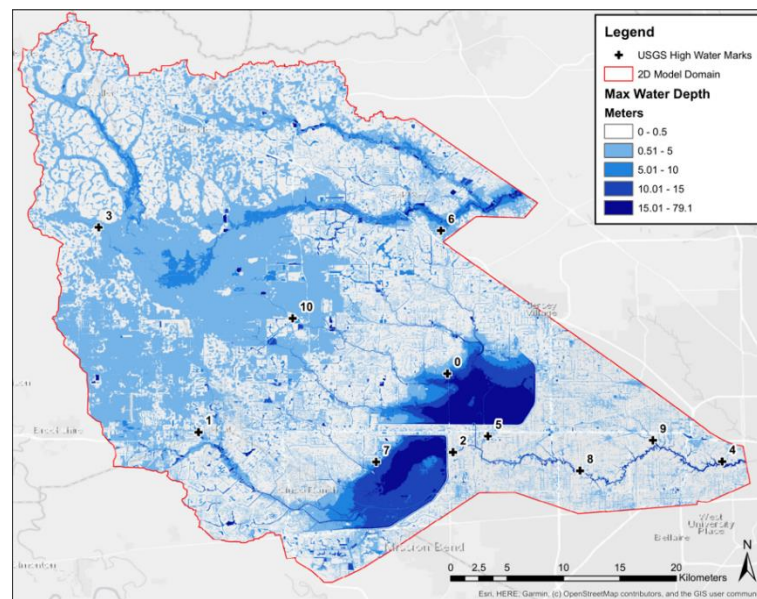 Legend
USGS High Water Marks
2D Model Domain
Max Water Depth
Meters
0 - 0.5
0.51 - 5
5.01 - 10
10.01 - 15
15.01 - 79.1
3
6
10
Jersey
Village
0
1
5
9
2
7
8
4
West
University
Place
Bellaire
Mission Bend
N
0 2.5 5 10 15 20
Kilometers
Esri, HERE, Garmin, (c) OpenStreetMap contributors, and the GIS user commun